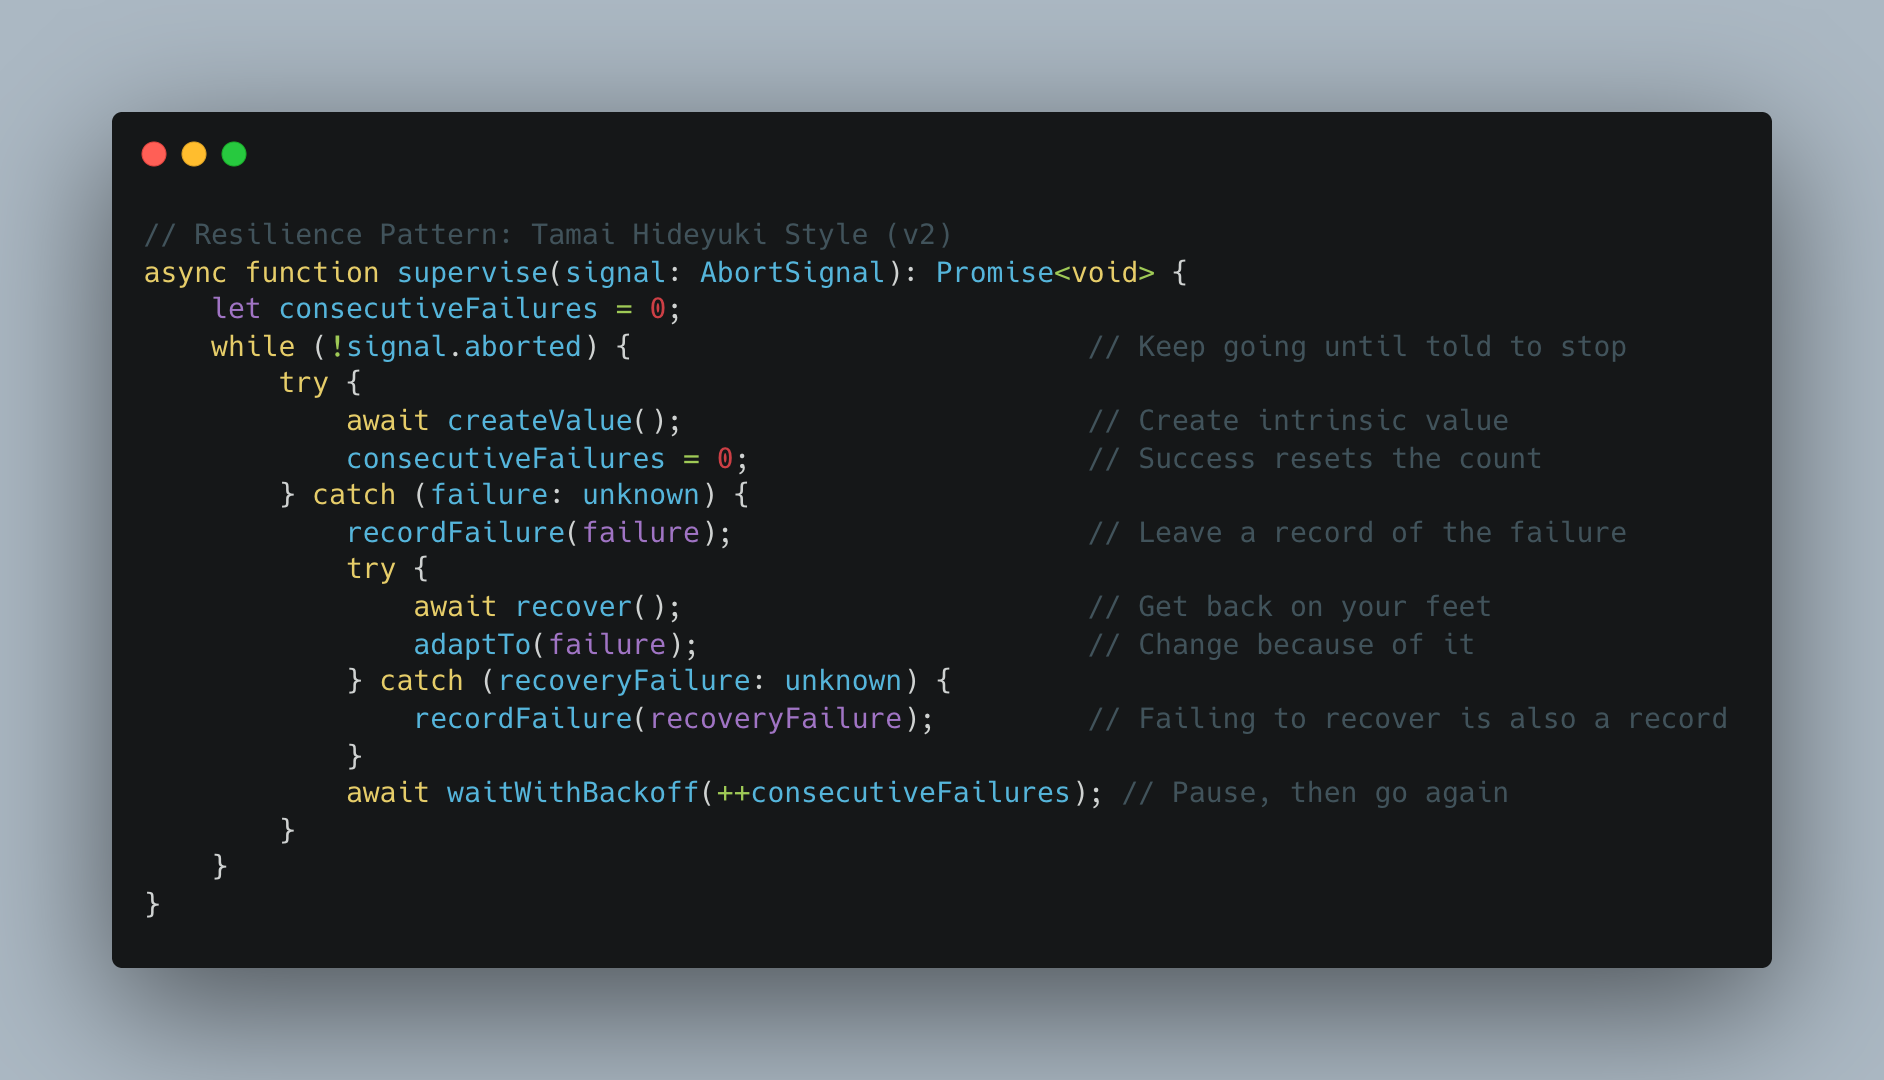 // Resilience Pattern: Tamai Hideyuki Style (v2)
async function supervise(signal: AbortSignal): Promise<void> {
    let consecutiveFailures = 0;
    while (!signal.aborted) {                           // Keep going until told to stop
        try {
            await createValue();                        // Create intrinsic value
            consecutiveFailures = 0;                    // Success resets the count
        } catch (failure: unknown) {
            recordFailure(failure);                     // Leave a record of the failure
            try {
                await recover();                        // Get back on your feet
                adaptTo(failure);                       // Change because of it
            } catch (recoveryFailure: unknown) {
                recordFailure(recoveryFailure);         // Failing to recover is also a record
            }
            await waitWithBackoff(++consecutiveFailures); // Pause, then go again
        }
    }
}